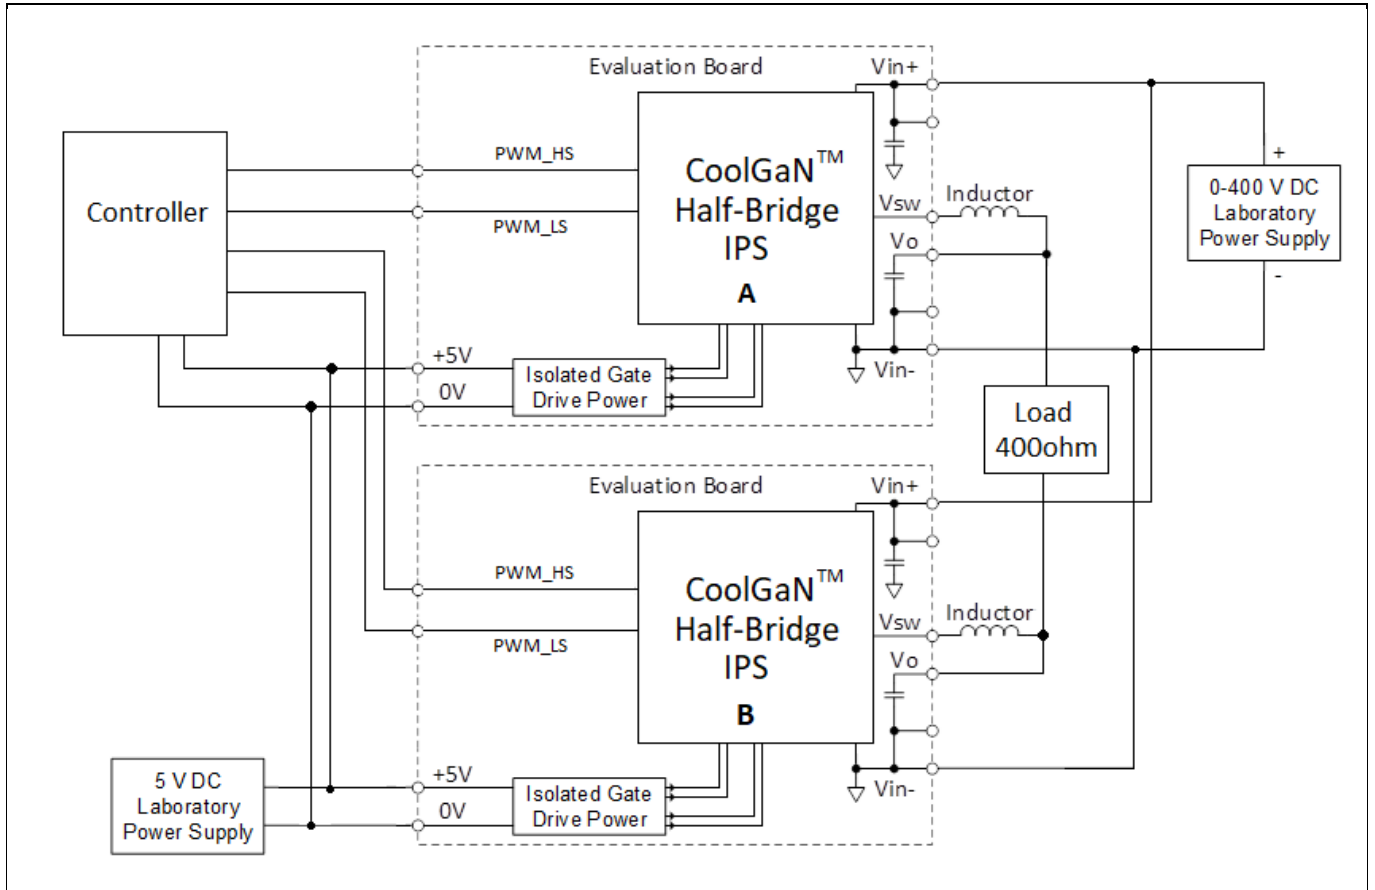 Evaluation Board
Vin+
PWM_HS
CoolGaN™
Half-Bridge
IPS
A
Controller
PWM_LS
Vsw
Inductor
Vo
+
0-400 V DC
Laboratory
Power Supply
-
+5V
0V
Isolated Gate
Drive Power
Vin-
Load
400ohm
Evaluation Board
Vin+
PWM_HS
CoolGaN™
Half-Bridge
IPS
B
PWM_LS
Vsw
Inductor
Vo
5 V DC
Laboratory
Power Supply
+5V
0V
Isolated Gate
Drive Power
Vin-